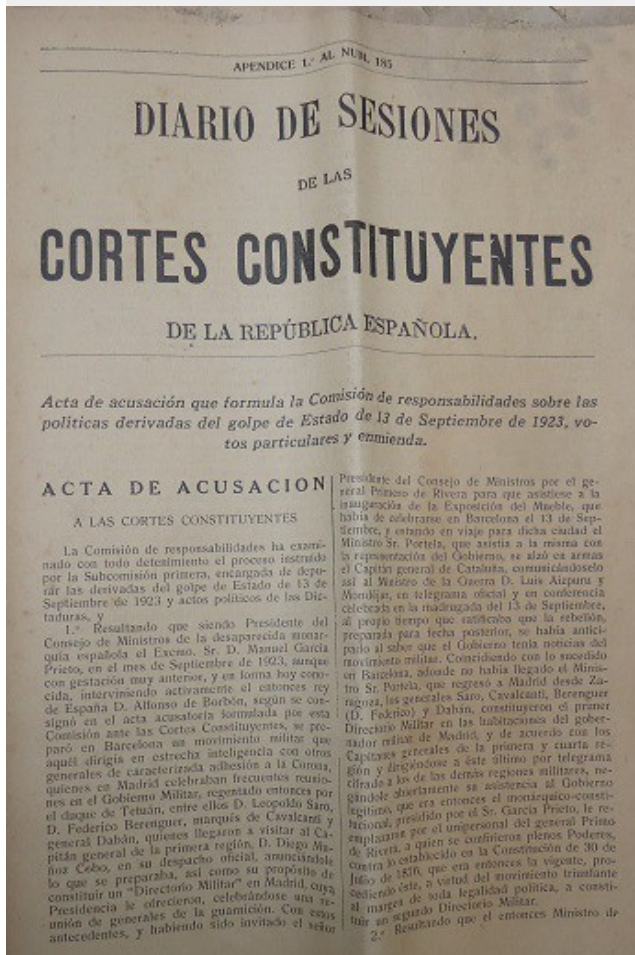 APENDICE 1.º AL NUM. 185
DIARIO DE SESIONES
DE LAS
CORTES CONSTITUYENTES
DE LA REPÚBLICA ESPAÑOLA.
Acta de acusación que formula la Comisión de responsabilidades sobre las
políticas derivadas del golpe de Estado de 13 de Septiembre de 1923, vo-
tos particulares y enmienda.
ACTA DE ACUSACION
A LAS CORTES CONSTITUYENTES
La Comisión de responsabilidades ha exami-
nado con todo detenimiento el proceso instruído
por la Subcomisión primera, encargada de depu-
rar las derivadas del golpe de Estado de 13 de
Septiembre de 1923 y actos políticos de las Dic-
taduras, y
1.º Resultando que siendo Presidente del
Consejo de Ministros de la desaparecida monar-
quía española el Excmo. Sr. D. Manuel García
Prieto, en el mes de Septiembre de 1923, aunque
con gestación muy anterior, y en forma hoy cono-
cida, interviniendo activamente el entonces rey
de España D. Alfonso de Borbón, según se con-
signó en el acta acusatoria formulada por esta
Comisión ante las Cortes Constituyentes, se pre-
paró en Barcelona un movimiento militar que
aquél dirigía en estrecha inteligencia con otros
generales de caracterizada adhesión a la Corona,
quienes en Madrid celebraban frecuentes reunio-
nes en el Gobierno Militar, regentado entonces por
el duque de Tetuán, entre ellos D. Leopoldo Saro,
D. Federico Berenguer, marqués de Cavalcanti y
general Dabán, quienes llegaron a visitar al Ca-
pitán general de la primera región, D. Diego Mu-
ñoz Cobo, en su despacho oficial, anunciándole
lo que se preparaba, así como su propósito de
constituir un "Directorio Militar" en Madrid, cuya
Presidencia le ofrecieron, celebrándose una re-
unión de generales de la guarnición. Con estos
antecedentes, y habiendo sido invitado el señor
Presidente del Consejo de Ministros por el ge-
neral Primero de Rivera para que asistiese a la
inauguración de la Exposición del Mueble, que
había de celebrarse en Barcelona el 13 de Sep-
tiembre, y estando en viaje para dicha ciudad el
Ministro Sr. Portela, que asistía a la misma con
la representación del Gobierno, se alzó en armas
el Capitán general de Cataluña, comunicándoselo
así al Ministro de la Guerra D. Luis Aizpuru y
Mondéjar, en telegrama oficial y en conferencia
celebrada en la madrugada del 13 de Septiembre,
al propio tiempo que ratificaba que la rebelión,
preparada para fecha posterior, se había antici-
pado al saber que el Gobierno tenía noticias del
movimiento militar. Coincidiendo con lo sucedido
en Barcelona, adonde no había llegado el Minis-
tro Sr. Portela, que regresó a Madrid desde Za-
ragoza, los generales Saro, Cavalcanti, Berenguer
(D. Federico) y Dabán, constituyeron el primer
Directorio Militar en las habitaciones del gober-
nador militar de Madrid, y de acuerdo con los
Capitanes generales de la primera y cuarta re-
gión y dirigiéndose a éste último por telegrama
cifrado a los de las demás regiones militares, ne-
gándole abiertamente su asistencia al Gobierno
legítimo, que era entonces el monárquico-consti-
tucional, presidido por el Sr. García Prieto, le re-
emplazaron por el unipersonal del general Primo
de Rivera, a quien se confirieron plenos Poderes,
contra lo establecido en la Constitución de 30 de
Julio de 1876, que era entonces la vigente, pro-
cediendo éste, a virtud del movimiento triunfante
al margen de toda legalidad política, a consti-
tuir un segundo Directorio Militar.
2.º Resultando que el entonces Ministro de